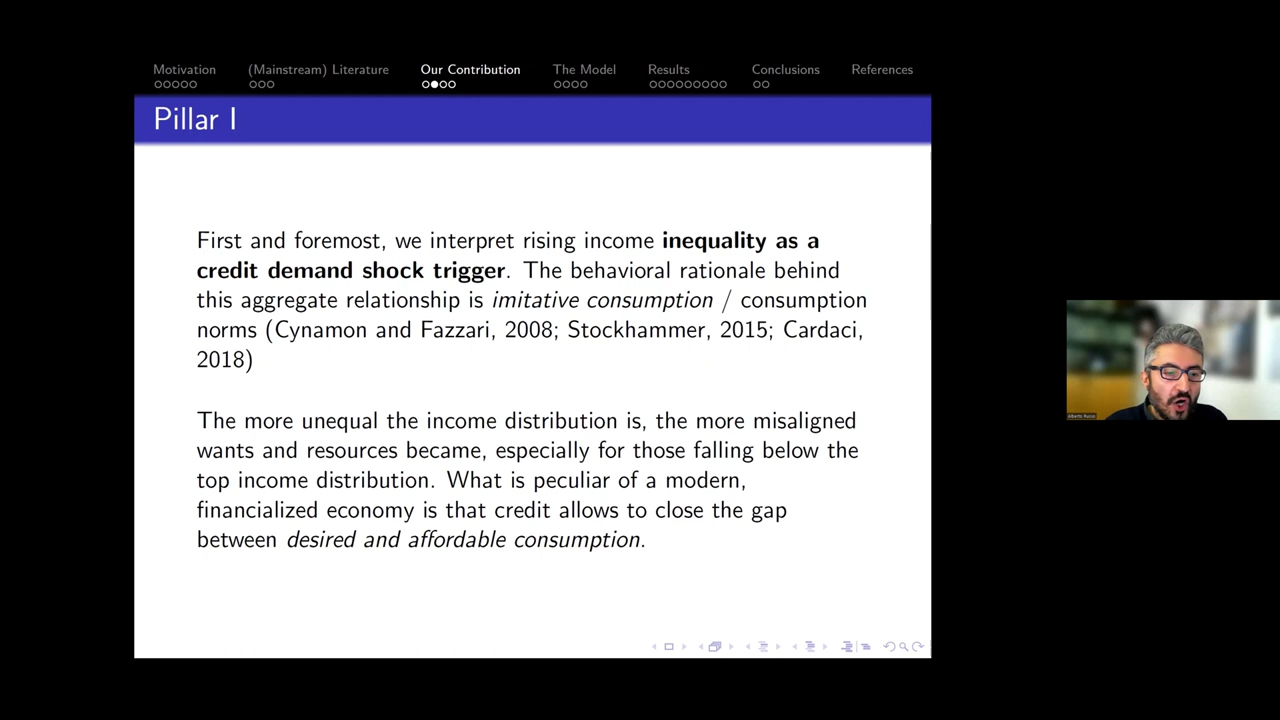 Motivation (Mainstream) Literature Our Contribution The Model Results Conclusions References
Pillar I
First and foremost, we interpret rising income inequality as a
credit demand shock trigger. The behavioral rationale behind
this aggregate relationship is imitative consumption / consumption
norms (Cynamon and Fazzari, 2008; Stockhammer, 2015; Cardaci,
2018)
The more unequal the income distribution is, the more misaligned
wants and resources became, especially for those falling below the
top income distribution. What is peculiar of a modern,
financialized economy is that credit allows to close the gap
between desired and affordable consumption.
Alberto Russo